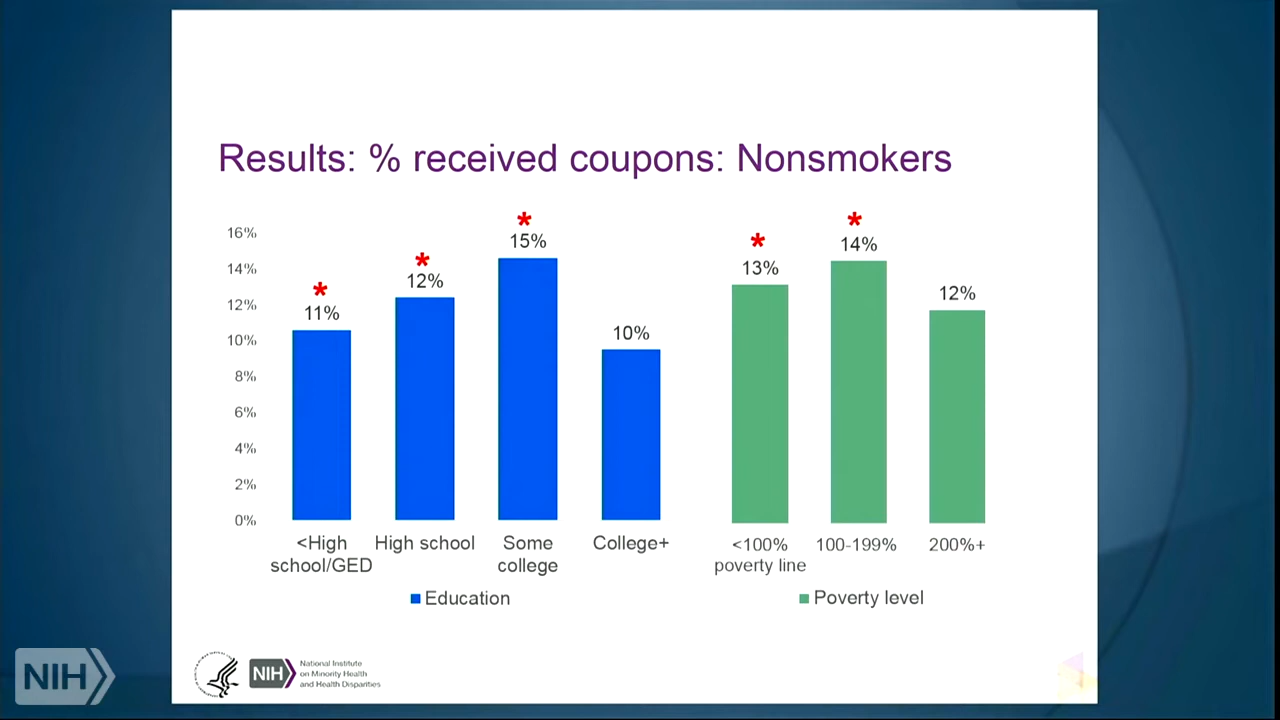 Results: % received coupons: Nonsmokers
16%
14%
12%
10%
8%
6%
4%
2%
0%
*
11%
*
12%
*
15%
10%
<High
school/GED
High school
Some
college
College+
Education
*
13%
*
14%
12%
<100%
poverty line
100-199%
200%+
Poverty level
NIH
National Institute
on Minority Health
and Health Disparities
NIH